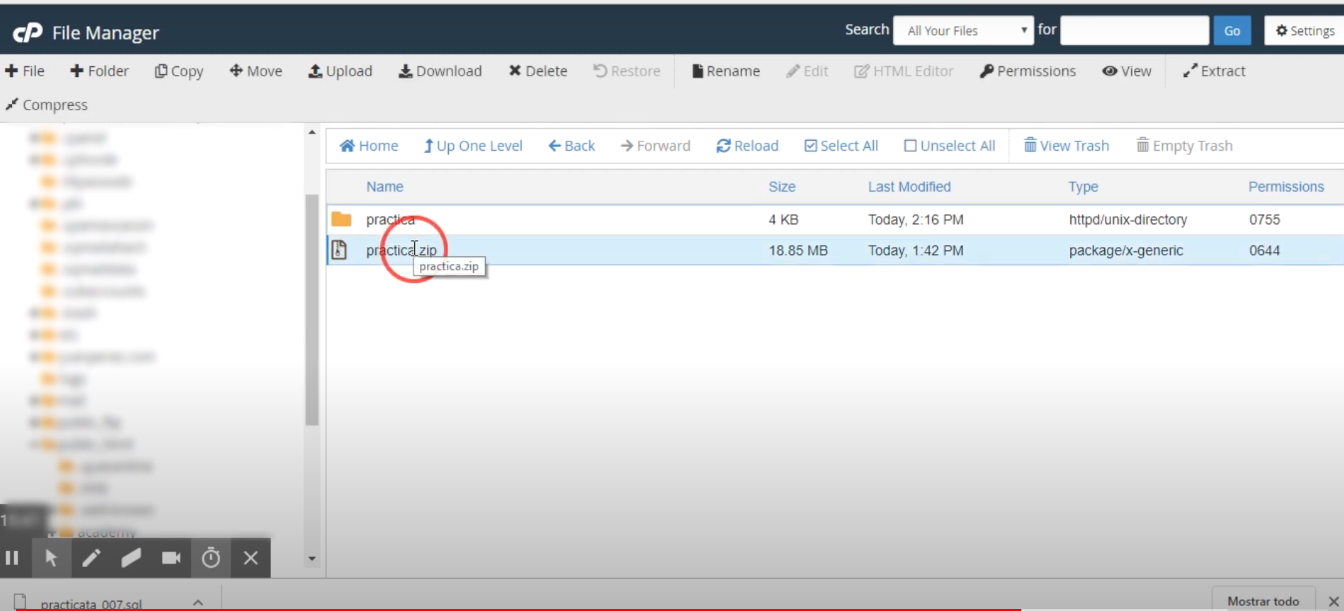 cP File Manager
Search All Your Files for Go Settings
File Folder Copy Move Upload Download Delete Restore Rename Edit HTML Editor Permissions View Extract
Compress
Home Up One Level Back Forward Reload Select All Unselect All View Trash Empty Trash
Name Size Last Modified Type Permissions
practica 4 KB Today, 2:16 PM httpd/unix-directory 0755
practica.zip 18.85 MB Today, 1:42 PM package/x-generic 0644
practica.zip
academy
practicata_007.sql Mostrar todo